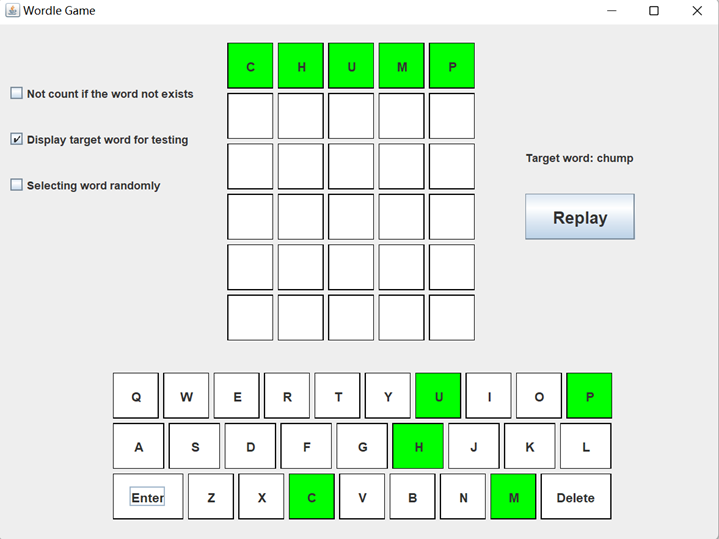 Wordle Game
C H U M P
Not count if the word not exists
Display target word for testing
Selecting word randomly
Target word: chump
Replay
Q W E R T Y U I O P
A S D F G H J K L
Enter Z X C V B N M Delete